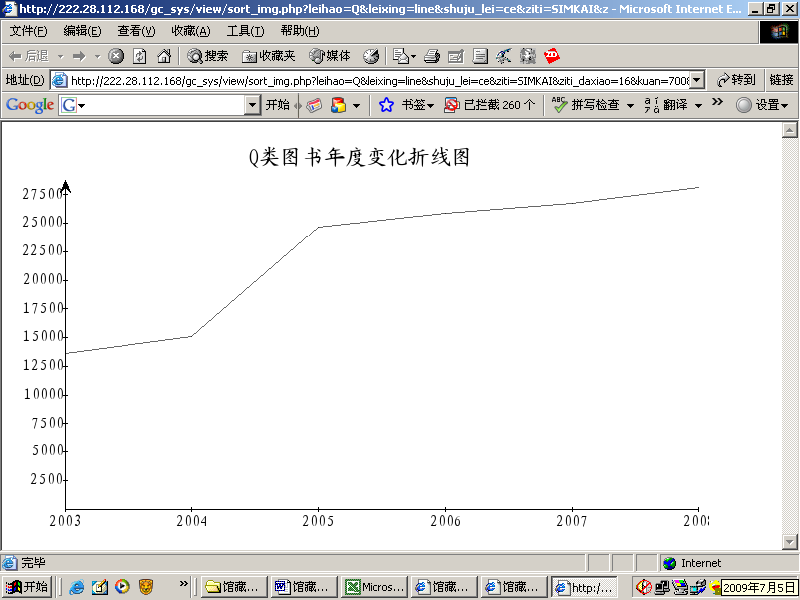 http://222.28.112.168/gc_sys/view/sort_img.php?leihao=Q&leixing=line&shuju_lei=ce&ziti=SIMKAI&z - Microsoft Internet E...
文件(F) 编辑(E) 查看(V) 收藏(A) 工具(T) 帮助(H)
后退 搜索 收藏夹 媒体
地址(D) http://222.28.112.168/gc_sys/view/sort_img.php?leihao=Q&leixing=line&shuju_lei=ce&ziti=SIMKAI&ziti_daxiao=16&kuan=700& 转到 链接
Google G 开始 书签 已拦截 260 个 ABC 拼写检查 翻译 » 设置
Q类图书年度变化折线图
27500
25000
22500
20000
17500
15000
12500
10000
7500
5000
2500
2003 2004 2005 2006 2007 200
完毕 Internet
开始 » 馆藏... 馆藏... Micros... 馆藏... 馆藏... http:/... 2009年7月5日